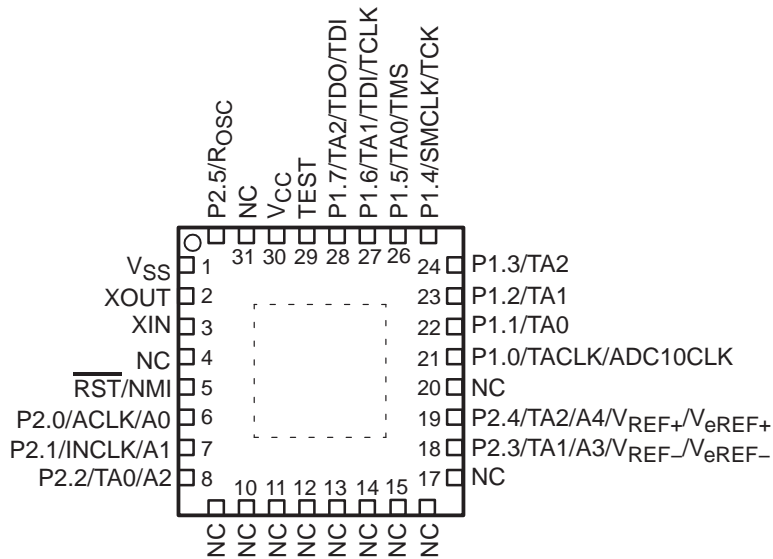 P2.5/ROSC
NC
VCC
TEST
P1.7/TA2/TDO/TDI
P1.6/TA1/TDI/TCLK
P1.5/TA0/TMS
P1.4/SMCLK/TCK
31 30 29 28 27 26
VSS 1
XOUT 2
XIN 3
NC 4
RST/NMI 5
P2.0/ACLK/A0 6
P2.1/INCLK/A1 7
P2.2/TA0/A2 8
24 P1.3/TA2
23 P1.2/TA1
22 P1.1/TA0
21 P1.0/TACLK/ADC10CLK
20 NC
19 P2.4/TA2/A4/VREF+/VeREF+
18 P2.3/TA1/A3/VREF−/VeREF−
17 NC
10 11 12 13 14 15
NC
NC
NC
NC
NC
NC
NC
NC